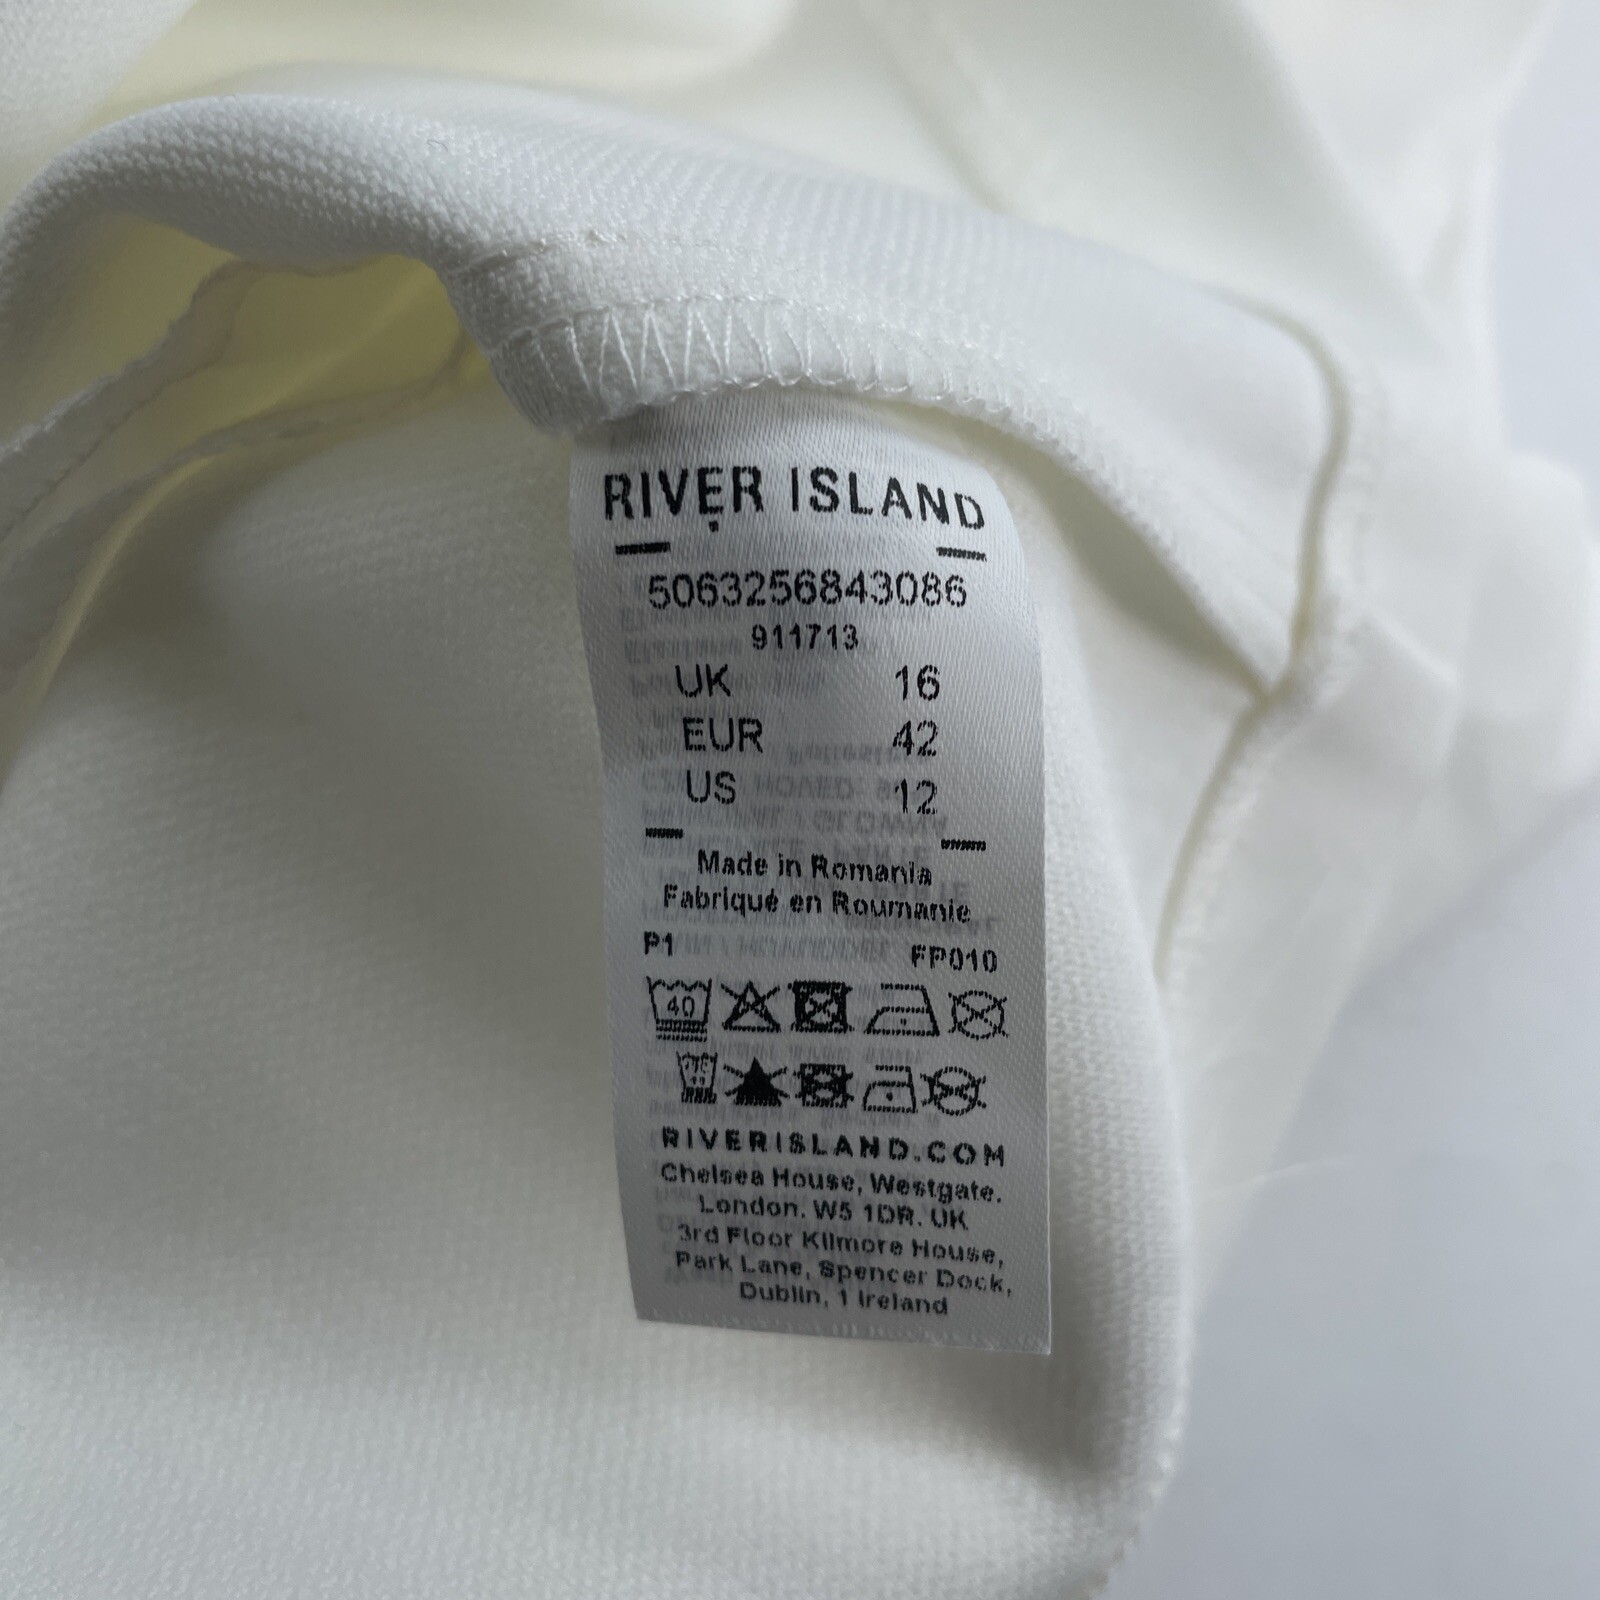 RIVER ISLAND
5063256843086
911713
UK 16
EUR 42
US 12
Made in Romania
Fabriqué en Roumanie
P1 FP010
40
RIVERISLAND.COM
Chelsea House, Westgate.
London. W5 1DR. UK
3rd Floor Kilmore House,
Park Lane, Spencer Dock,
Dublin, 1 Ireland